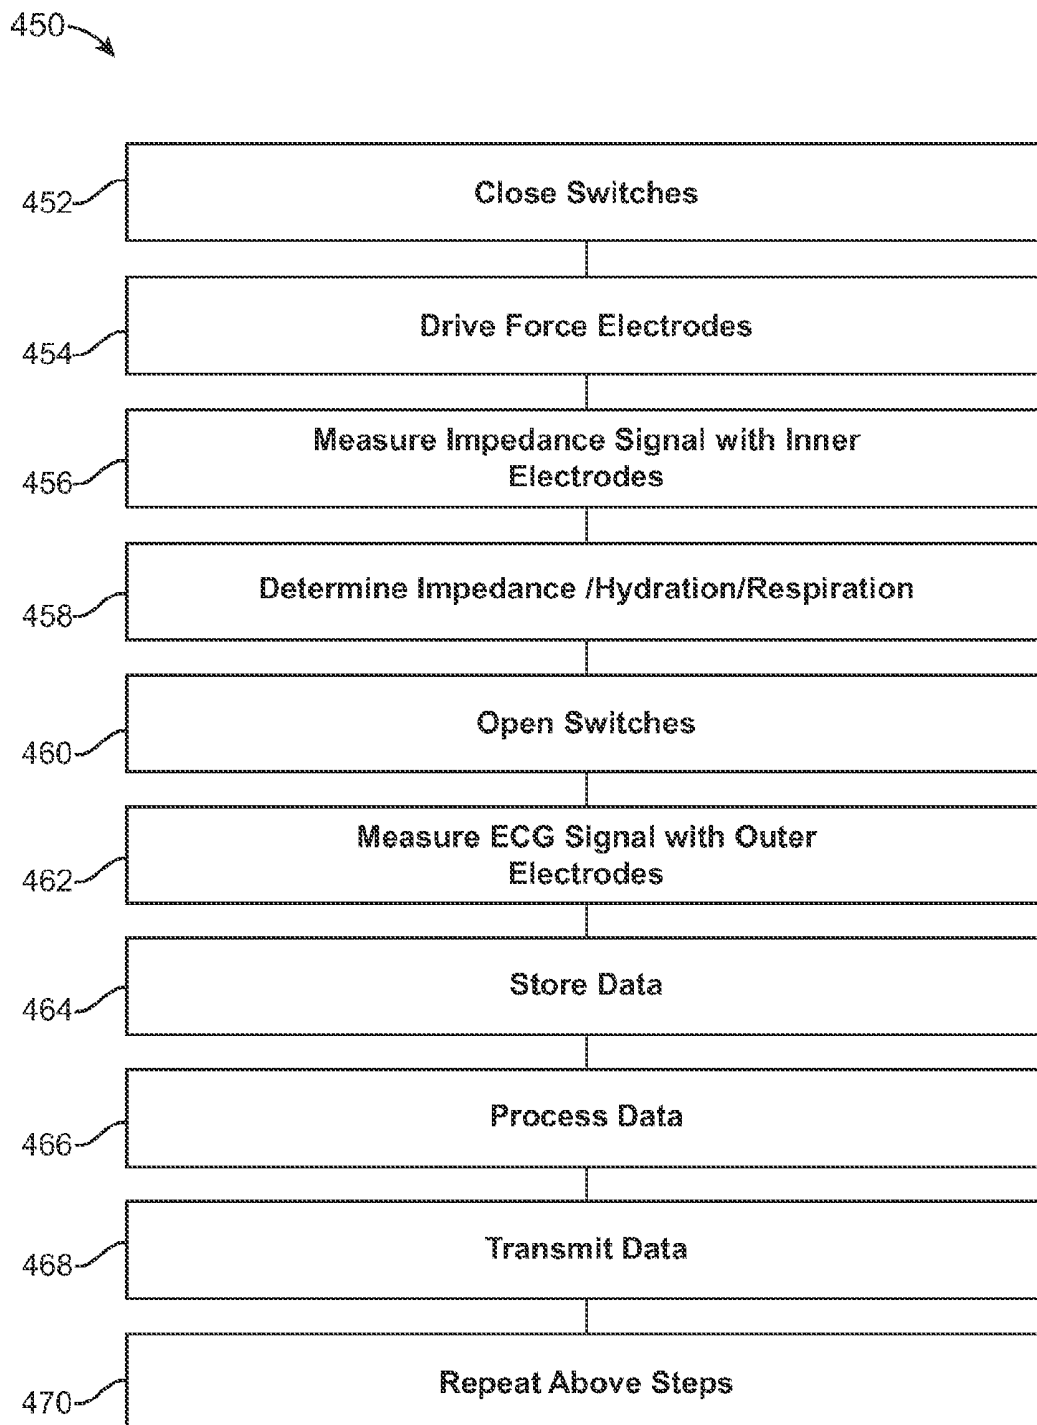 450
452
Close Switches
454
Drive Force Electrodes
456
Measure Impedance Signal with Inner
Electrodes
458
Determine Impedance /Hydration/Respiration
460
Open Switches
462
Measure ECG Signal with Outer
Electrodes
464
Store Data
466
Process Data
468
Transmit Data
470
Repeat Above Steps